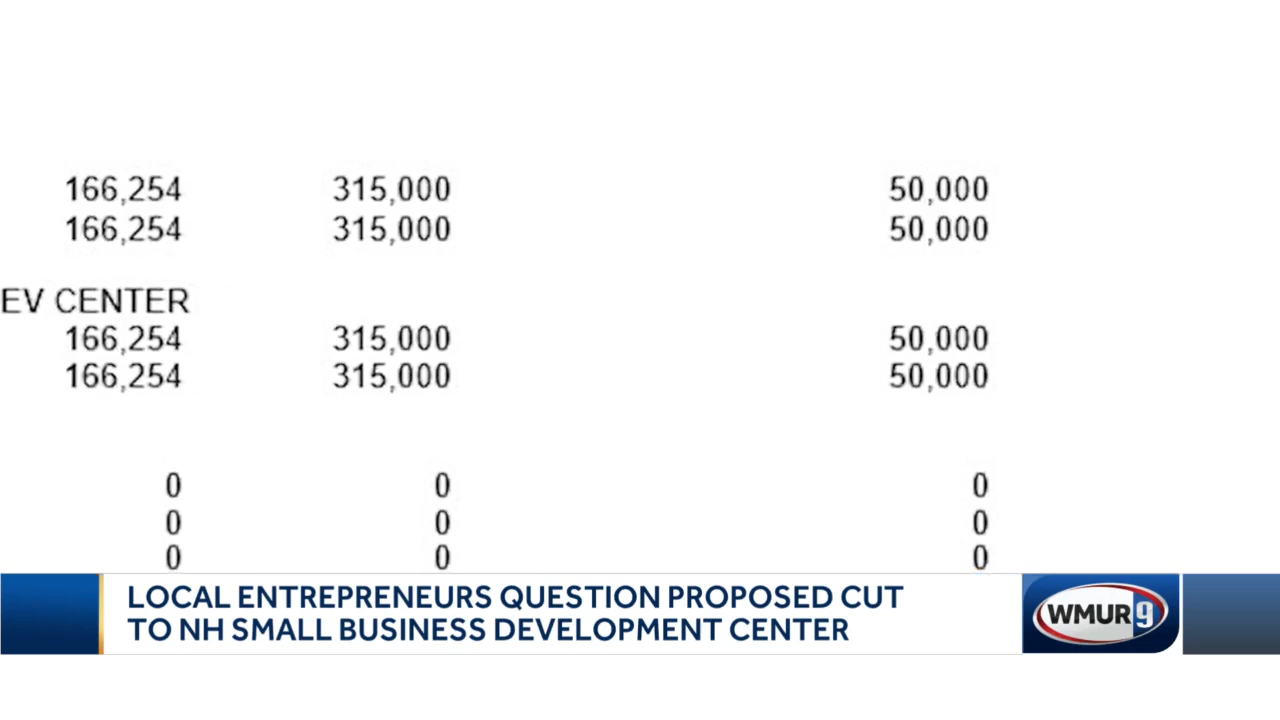 166,254 315,000 50,000
166,254 315,000 50,000
EV CENTER
166,254 315,000 50,000
166,254 315,000 50,000
0 0 0
0 0 0
0 0 0
LOCAL ENTREPRENEURS QUESTION PROPOSED CUT
TO NH SMALL BUSINESS DEVELOPMENT CENTER
WMUR 9